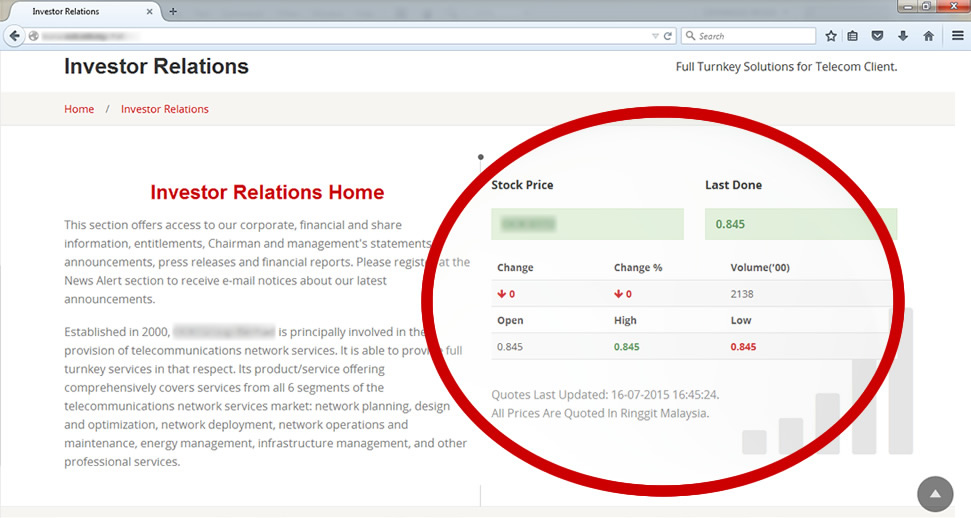 Investor Relations
Search
Investor Relations
Full Turnkey Solutions for Telecom Client.
Home / Investor Relations
Investor Relations Home
This section offers access to our corporate, financial and share
information, entitlements, Chairman and management's statements
announcements, press releases and financial reports. Please register at the
News Alert section to receive e-mail notices about our latest
announcements.
Established in 2000, is principally involved in the
provision of telecommunications network services. It is able to provide full
turnkey services in that respect. Its product/service offering
comprehensively covers services from all 6 segments of the
telecommunications network services market: network planning, design
and optimization, network deployment, network operations and
maintenance, energy management, infrastructure management, and other
professional services.
Stock Price Last Done
0.845
Change Change % Volume('00)
0 0 2138
Open High Low
0.845 0.845 0.845
Quotes Last Updated: 16-07-2015 16:45:24.
All Prices Are Quoted In Ringgit Malaysia.